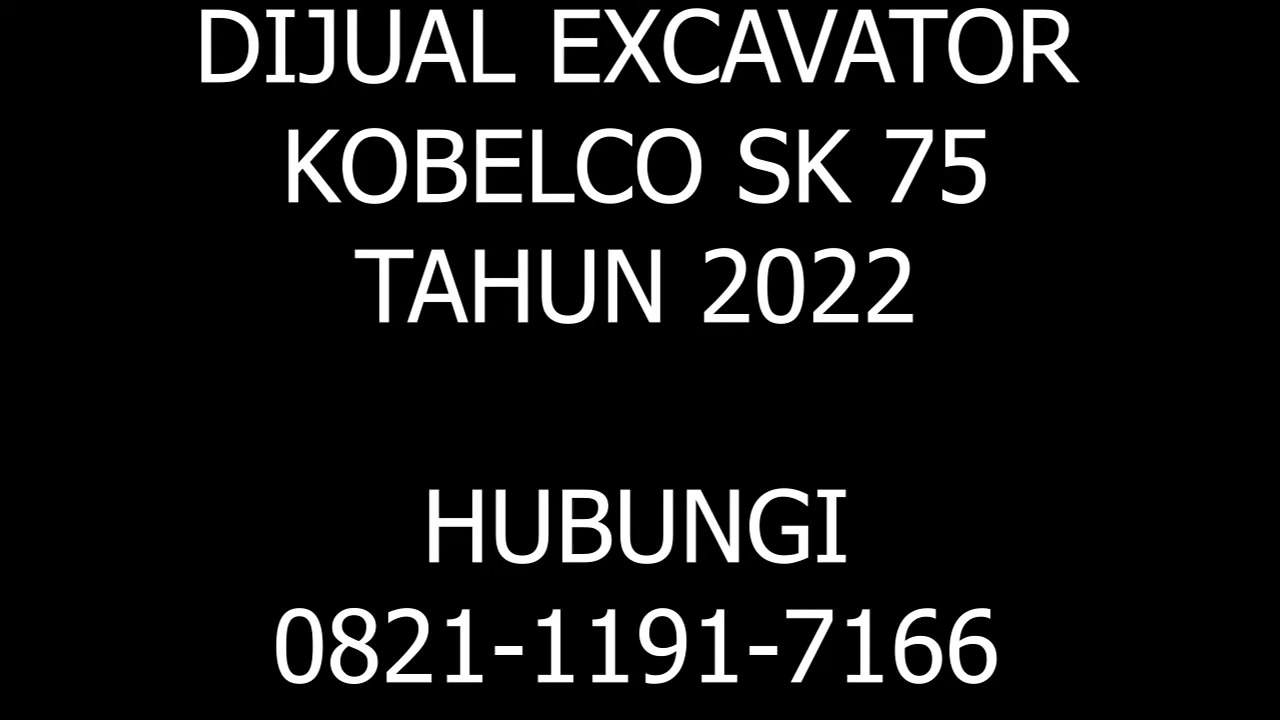 DIJUAL EXCAVATOR
KOBELCO SK 75
TAHUN 2022
HUBUNGI
0821-1191-7166